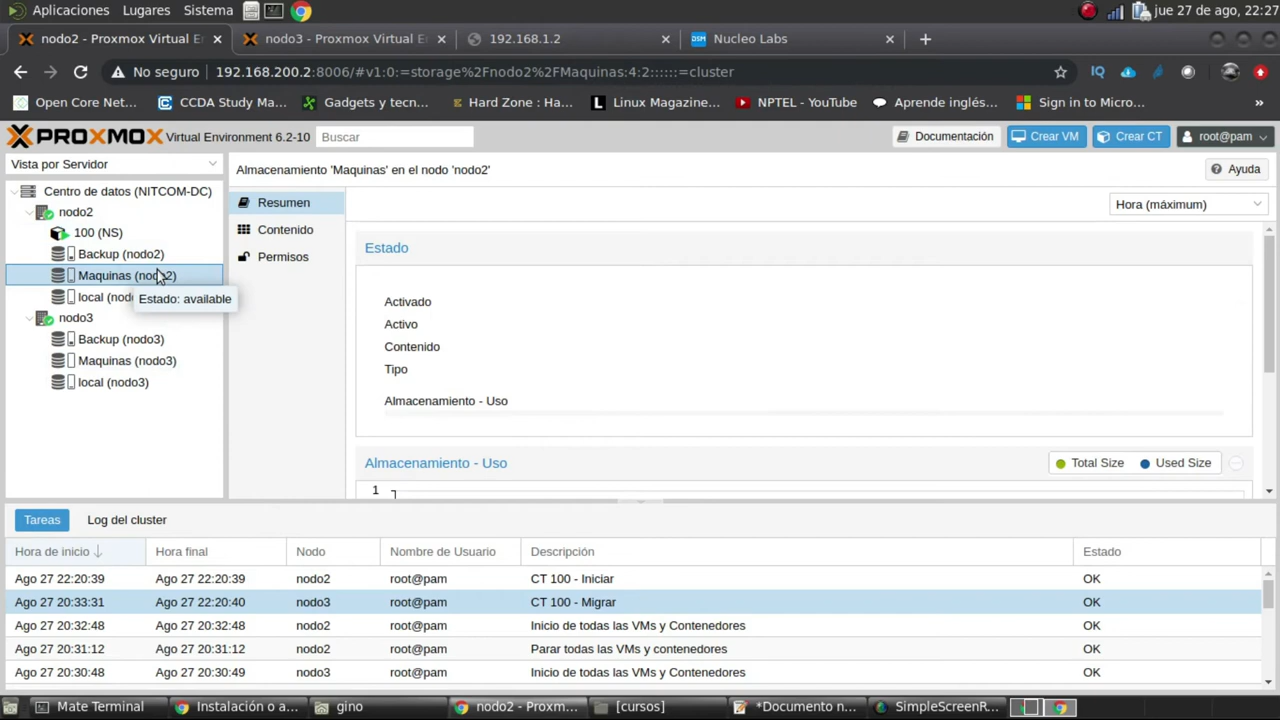 Aplicaciones Lugares Sistema jue 27 de ago, 22:27
nodo2 - Proxmox Virtual E nodo3 - Proxmox Virtual E 192.168.1.2 DSM Nucleo Labs
No seguro 192.168.200.2:8006/#v1:0:=storage%2Fnodo2%2FMaquinas:4:2::::::=cluster IQ
Open Core Net... CCDA Study Ma... Gadgets y tecn... Hard Zone : Ha... L Linux Magazine... NPTEL - YouTube Aprende inglés... Sign in to Micro... »
PROXMOX Virtual Environment 6.2-10 Buscar Documentación Crear VM Crear CT root@pam
Vista por Servidor
Almacenamiento 'Maquinas' en el nodo 'nodo2' Ayuda
Centro de datos (NITCOM-DC)
nodo2
100 (NS)
Backup (nodo2)
Maquinas (nodo2)
local (nodo
Estado: available
nodo3
Backup (nodo3)
Maquinas (nodo3)
local (nodo3)
Resumen
Contenido
Permisos
Hora (máximum)
Estado
Activado
Activo
Contenido
Tipo
Almacenamiento - Uso
Almacenamiento - Uso Total Size Used Size
1
Tareas Log del cluster
Hora de inicio Hora final Nodo Nombre de Usuario Descripción Estado
Ago 27 22:20:39 Ago 27 22:20:39 nodo2 root@pam CT 100 - Iniciar OK
Ago 27 20:33:31 Ago 27 22:20:40 nodo3 root@pam CT 100 - Migrar OK
Ago 27 20:32:48 Ago 27 20:32:48 nodo2 root@pam Inicio de todas las VMs y Contenedores OK
Ago 27 20:31:12 Ago 27 20:31:12 nodo2 root@pam Parar todas las VMs y contenedores OK
Ago 27 20:30:48 Ago 27 20:30:49 nodo3 root@pam Inicio de todas las VMs y Contenedores OK
Mate Terminal Instalación o a... gino nodo2 - Proxm... [cursos] *Documento n... SimpleScreenR...